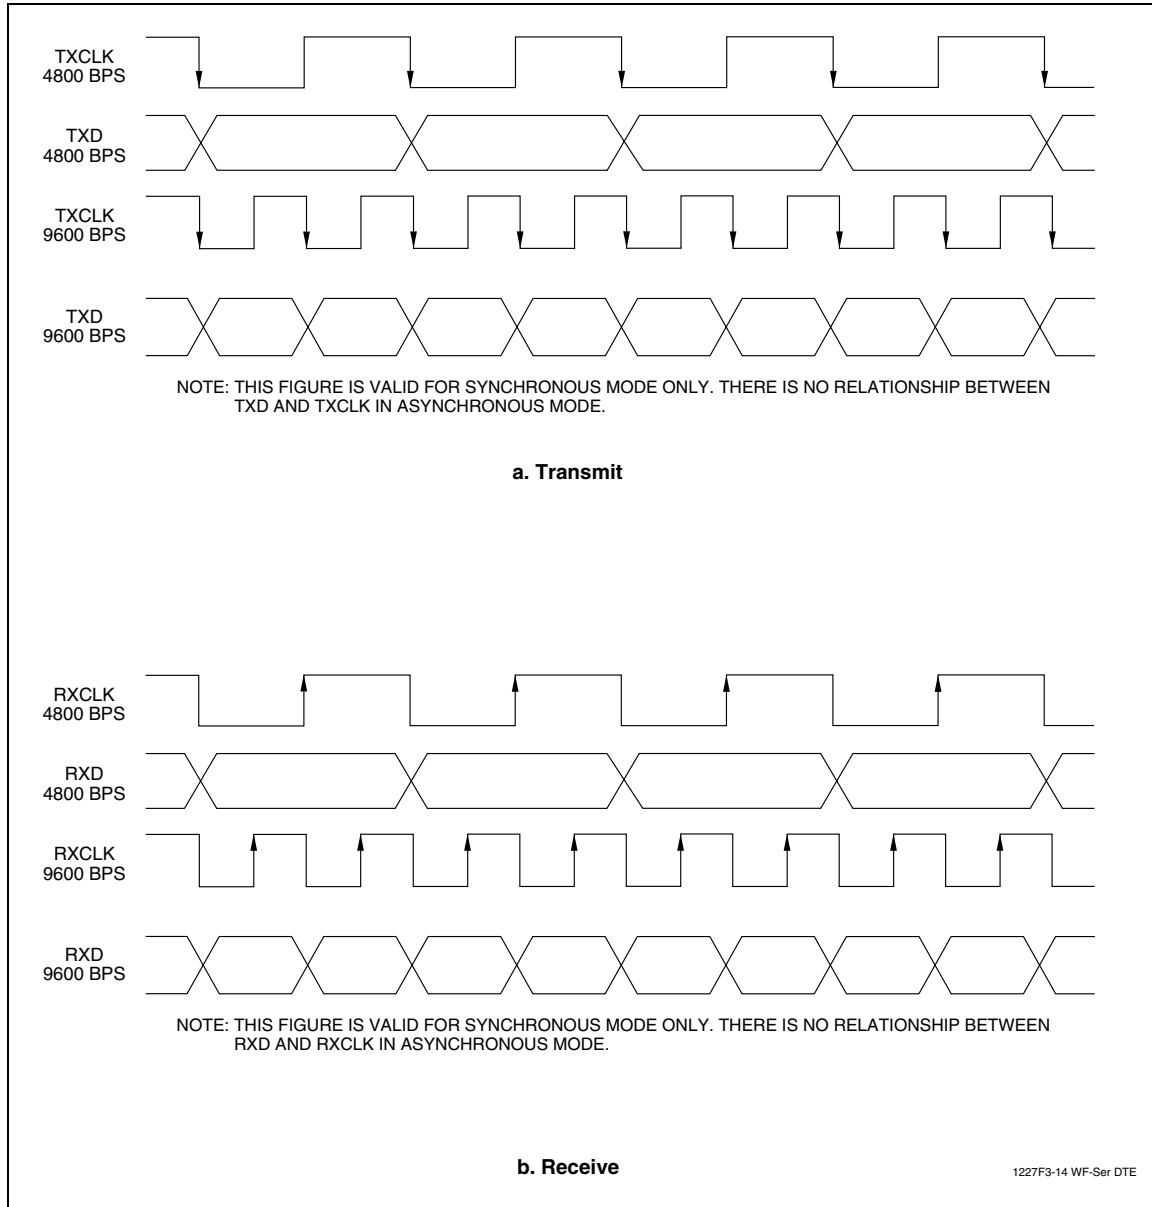 TXCLK
4800 BPS
TXD
4800 BPS
TXCLK
9600 BPS
TXD
9600 BPS
NOTE: THIS FIGURE IS VALID FOR SYNCHRONOUS MODE ONLY. THERE IS NO RELATIONSHIP BETWEEN
TXD AND TXCLK IN ASYNCHRONOUS MODE.
a. Transmit
RXCLK
4800 BPS
RXD
4800 BPS
RXCLK
9600 BPS
RXD
9600 BPS
NOTE: THIS FIGURE IS VALID FOR SYNCHRONOUS MODE ONLY. THERE IS NO RELATIONSHIP BETWEEN
RXD AND RXCLK IN ASYNCHRONOUS MODE.
b. Receive
1227F3-14 WF-Ser DTE